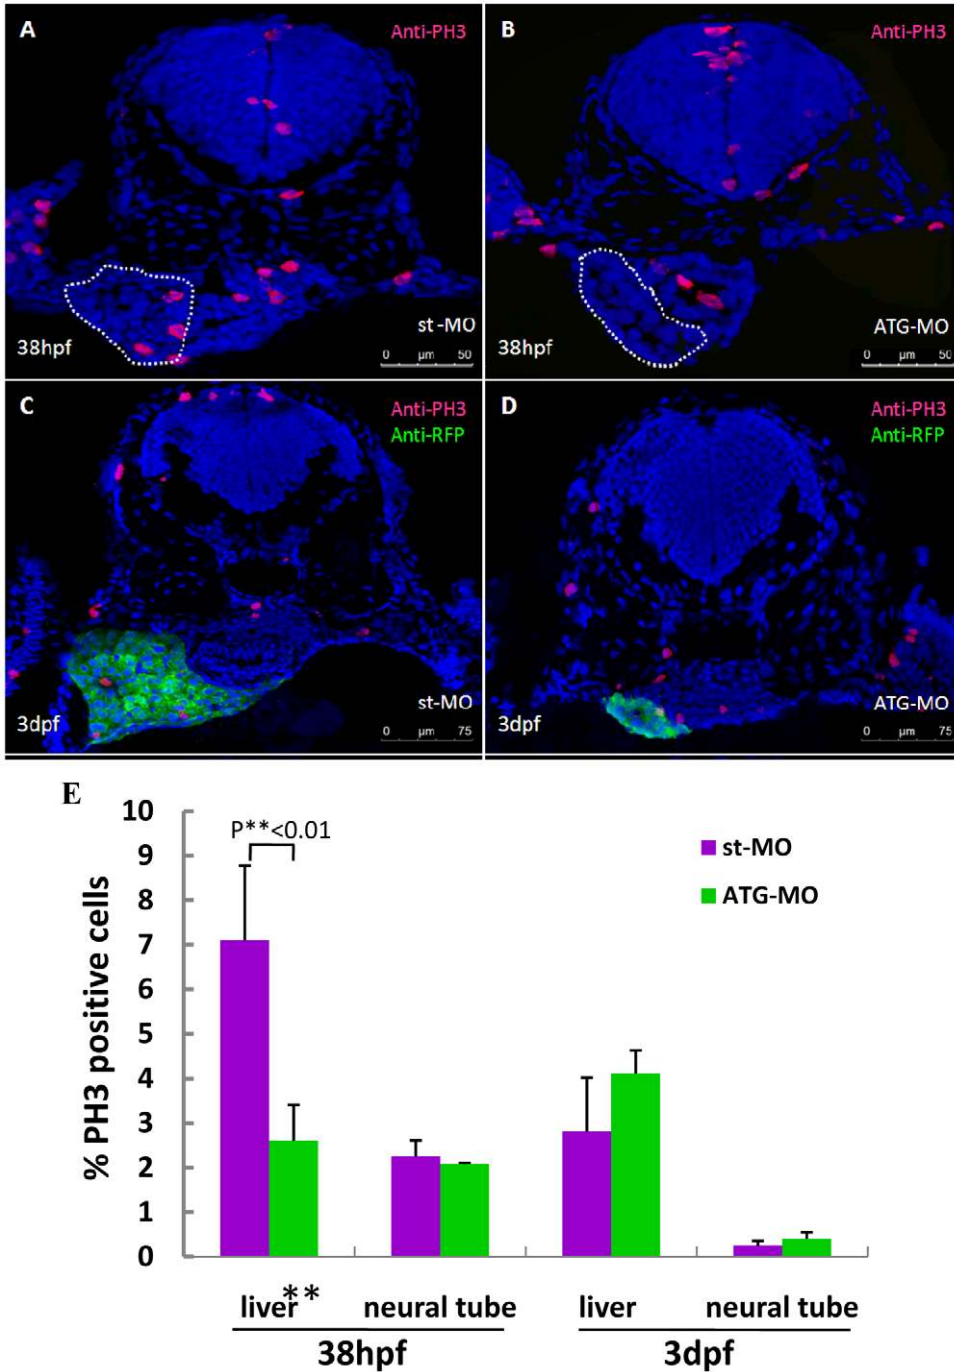 A Anti-PH3
st-MO
38hpf
0 µm 50
B Anti-PH3
ATG-MO
38hpf
0 µm 50
C Anti-PH3
Anti-RFP
st-MO
3dpf
0 µm 75
D Anti-PH3
Anti-RFP
ATG-MO
3dpf
0 µm 75
E
P**<0.01
st-MO
ATG-MO
% PH3 positive cells
10
9
8
7
6
5
4
3
2
1
0
liver** neural tube liver neural tube
38hpf 3dpf